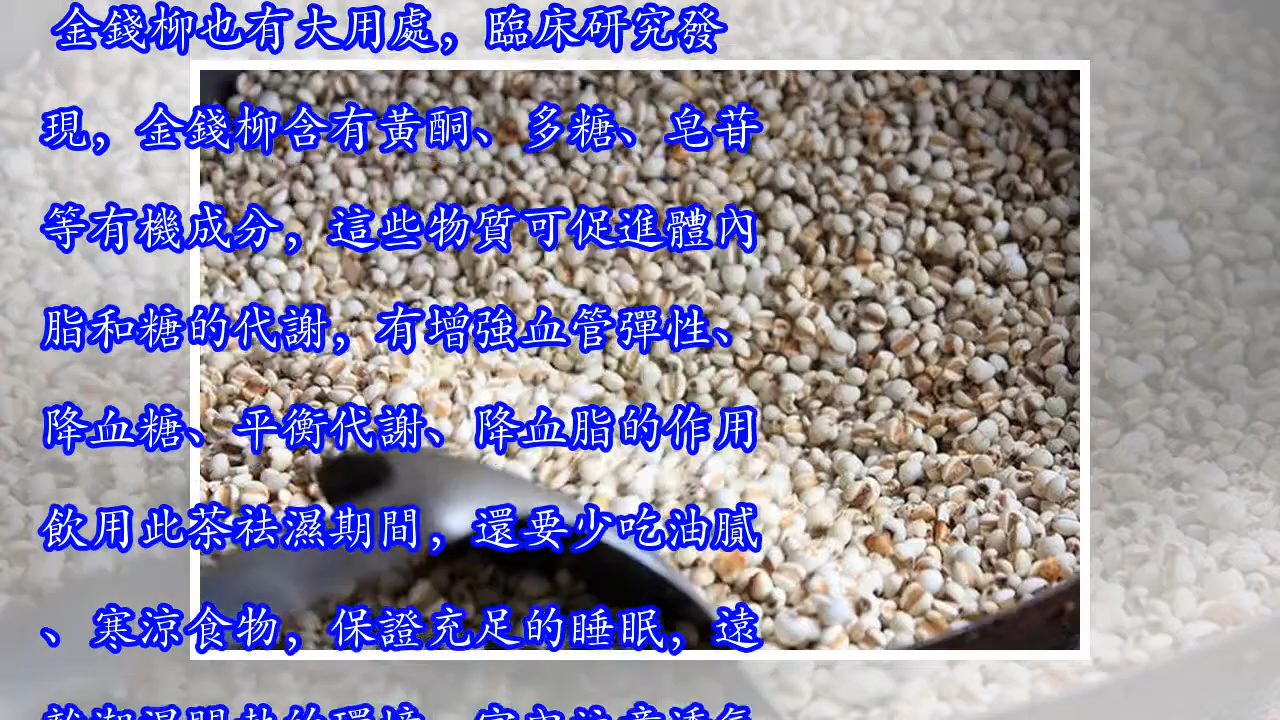 金錢柳也有大用處，臨床研究發
現，金錢柳含有黃酮、多糖、皂苷
等有機成分，這些物質可促進體內
脂和糖的代謝，有增強血管彈性、
降血糖、平衡代謝、降血脂的作用
飲用此茶祛濕期間，還要少吃油膩
、寒涼食物，保證充足的睡眠，遠